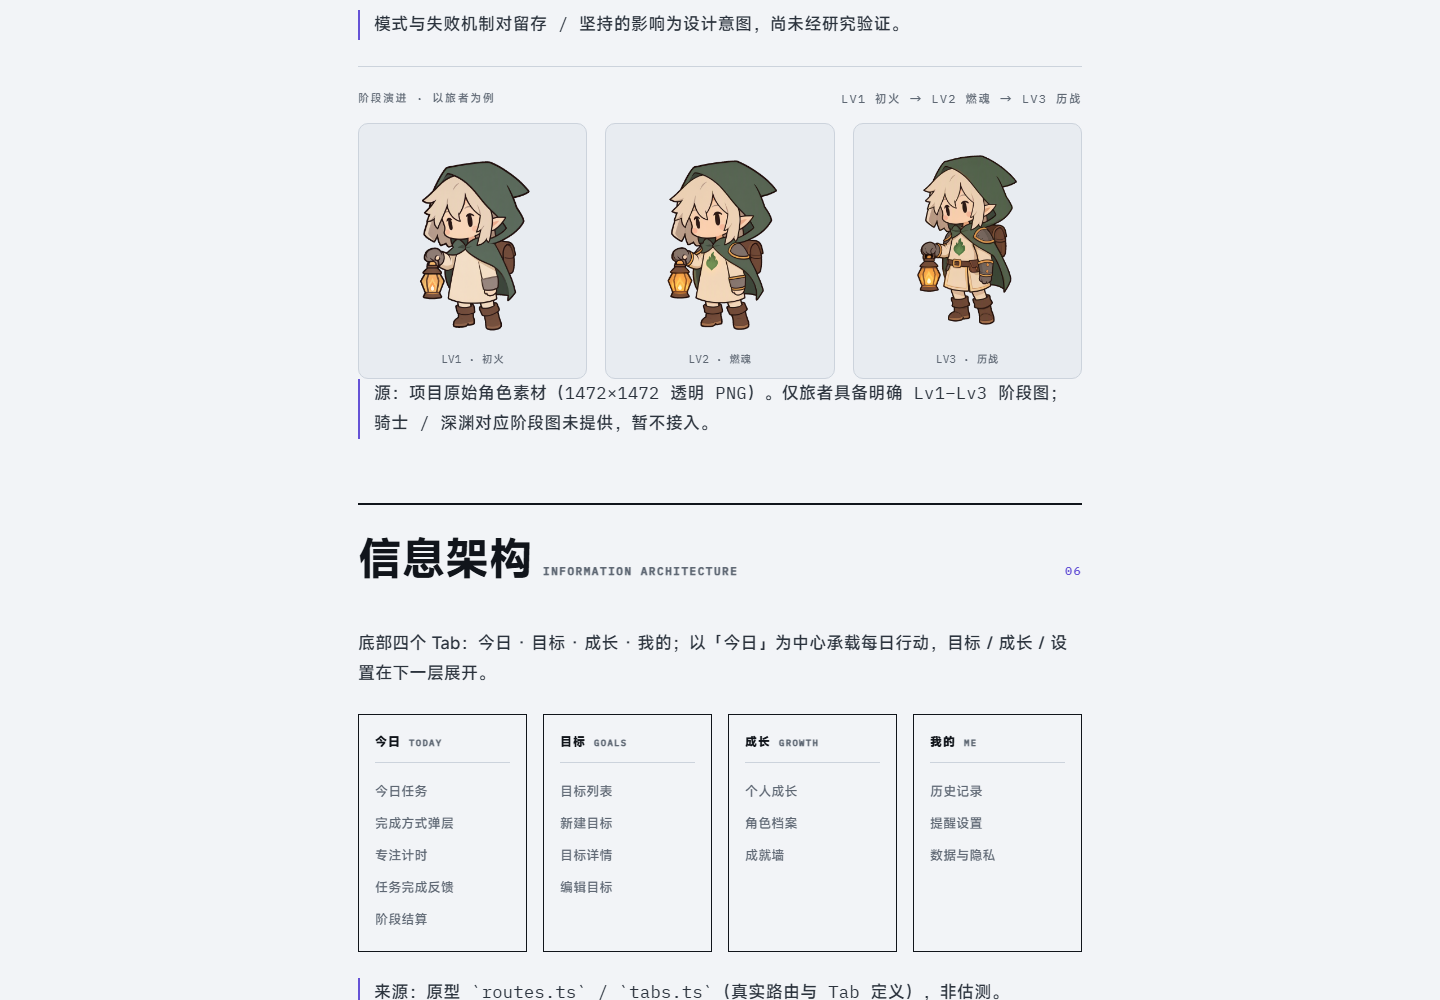 模式与失败机制对留存 / 坚持的影响为设计意图，尚未经研究验证。
阶段演进 · 以旅者为例
LV1 初火 → LV2 燃魂 → LV3 历战
LV1 · 初火
LV2 · 燃魂
LV3 · 历战
源：项目原始角色素材（1472×1472 透明 PNG）。仅旅者具备明确 Lv1–Lv3 阶段图；
骑士 / 深渊对应阶段图未提供，暂不接入。
信息架构 INFORMATION ARCHITECTURE
06
底部四个 Tab：今日 · 目标 · 成长 · 我的；以「今日」为中心承载每日行动，目标 / 成长 / 设
置在下一层展开。
今日 TODAY
今日任务
完成方式弹层
专注计时
任务完成反馈
阶段结算
目标 GOALS
目标列表
新建目标
目标详情
编辑目标
成长 GROWTH
个人成长
角色档案
成就墙
我的 ME
历史记录
提醒设置
数据与隐私
来源：原型 `routes.ts` / `tabs.ts`（真实路由与 Tab 定义），非估测。